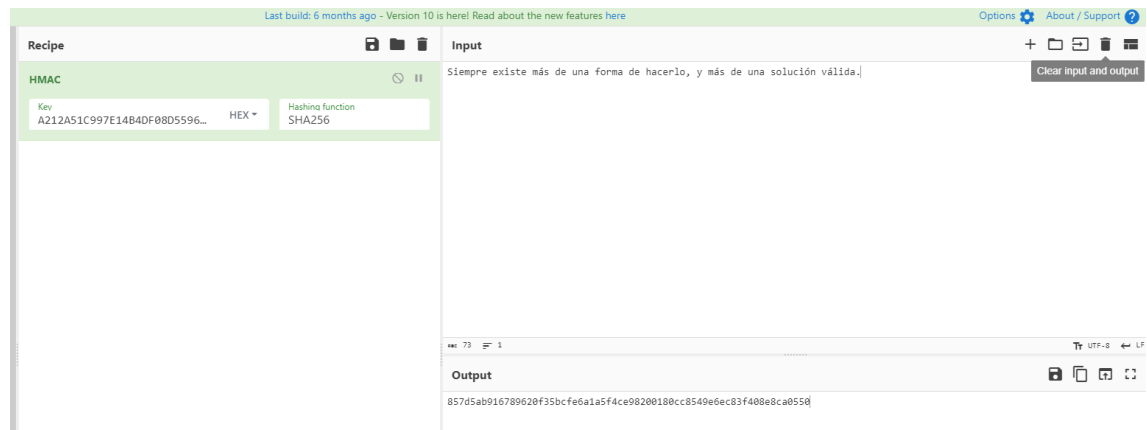 Last build: 6 months ago - Version 10 is here! Read about the new features here
Options About / Support
Recipe
Input
HMAC
Key
A212A51C997E14B4DF08D5596…
HEX
Hashing function
SHA256
Siempre existe más de una forma de hacerlo, y más de una solución válida.
Clear input and output
73 1
UTF-8 LF
Output
857d5ab916789620f35bcfe6a1a5f4ce98200180cc8549e6ec83f408e8ca0550